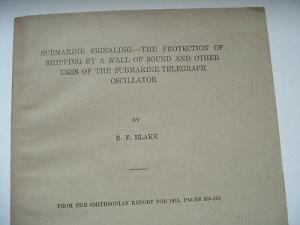 SUBMARINE SIGNALING—THE PROTECTION OF
SHIPPING BY A WALL OF SOUND AND OTHER
USES OF THE SUBMARINE TELEGRAPH
OSCILLATOR
BY
R. F. BLAKE
FROM THE SMITHSONIAN REPORT FOR 1915, PAGES 203-213